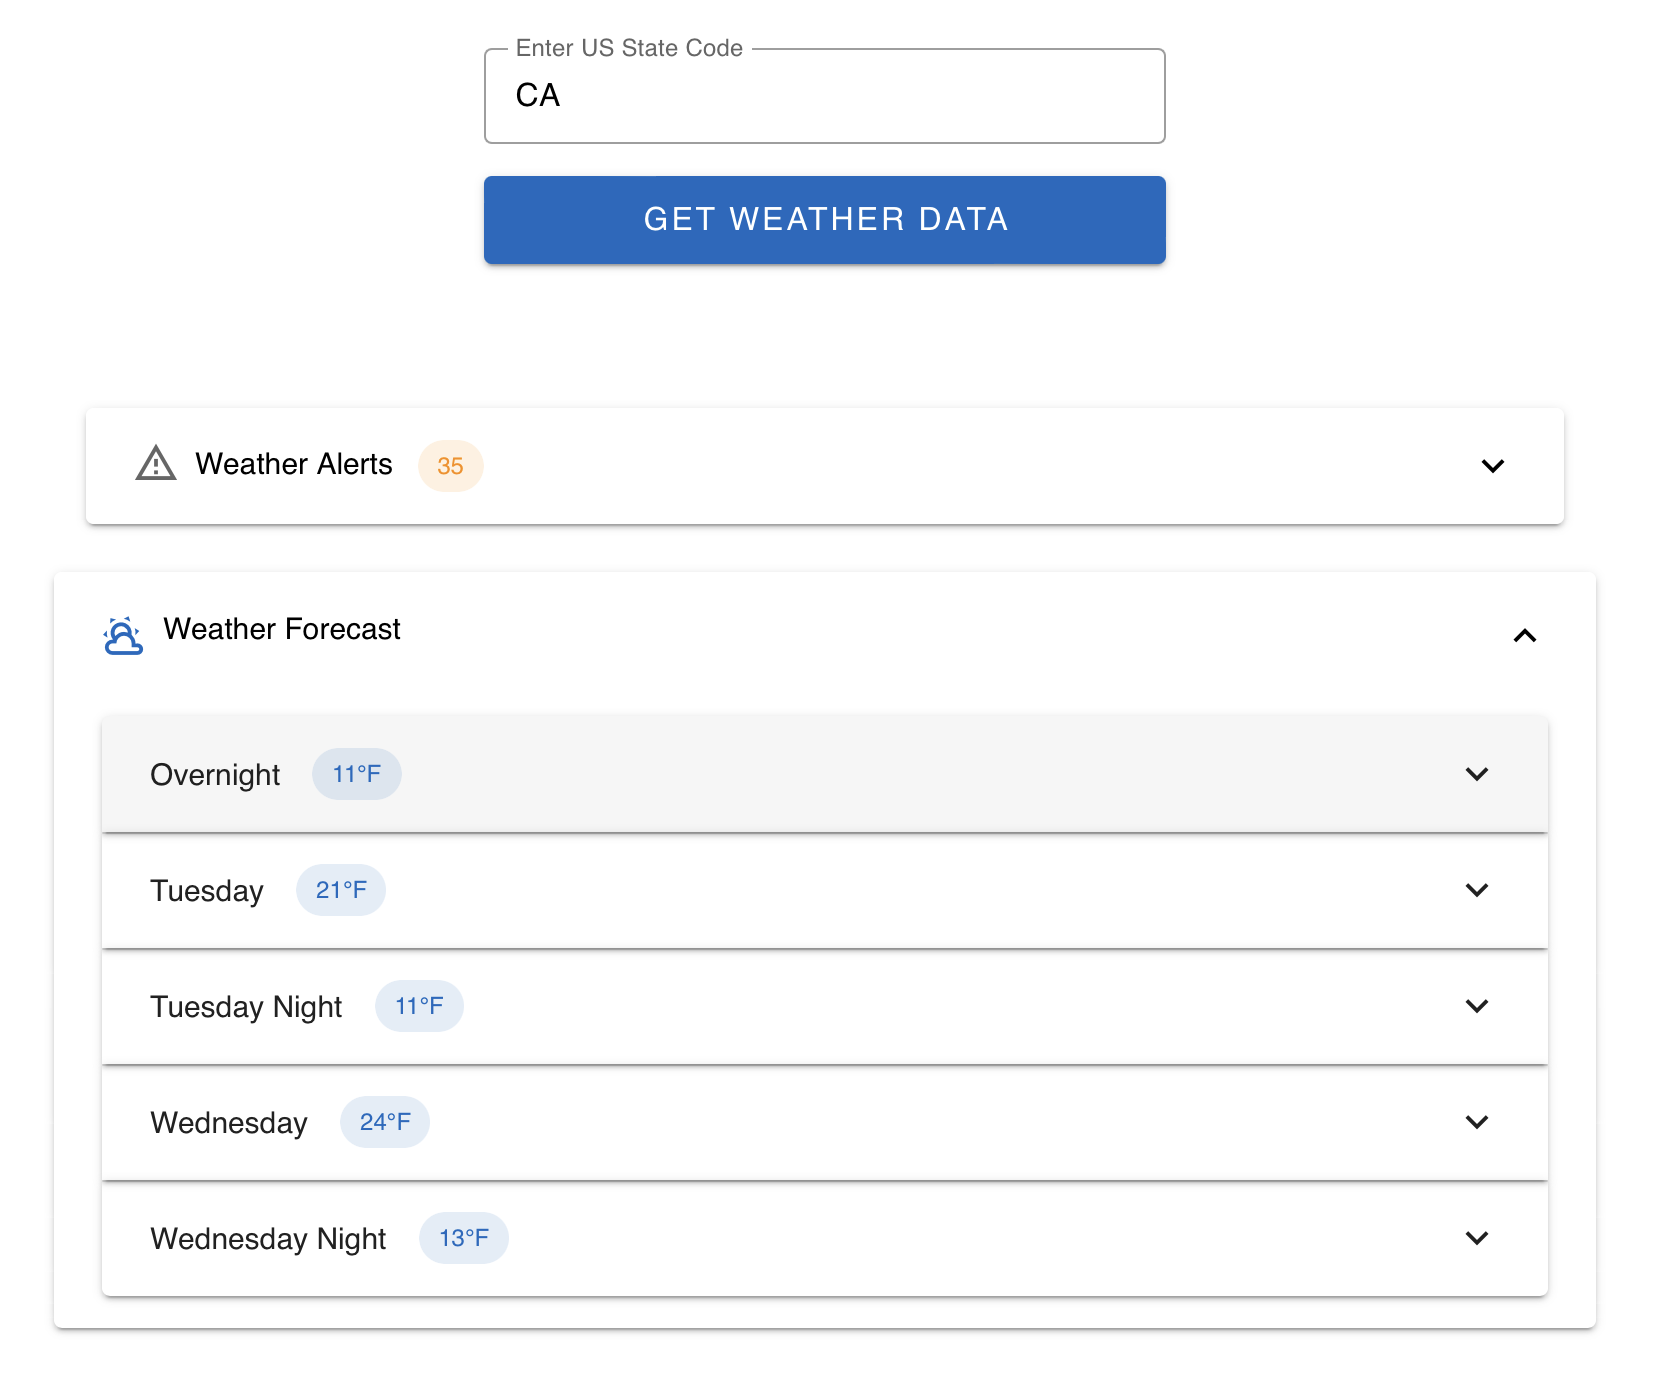 Enter US State Code
CA
GET WEATHER DATA
Weather Alerts 35
Weather Forecast
Overnight 11°F
Tuesday 21°F
Tuesday Night 11°F
Wednesday 24°F
Wednesday Night 13°F